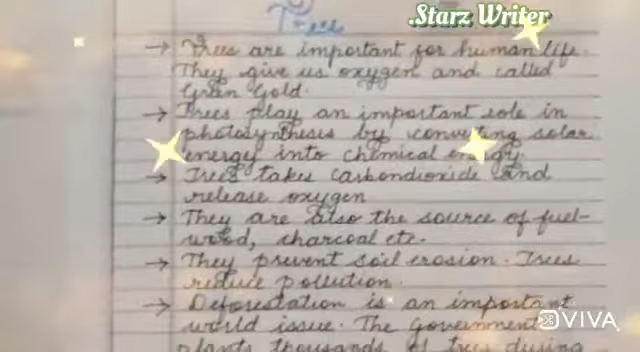 .Starz Writer
Trees
→ Trees are important for human life.
They give us oxygen and called
Gren Gold.
→ Trees play an important role in
photosynthesis by converting solar
energy into chemical energy.
→ Trees takes Carbondioxide and
release oxygen
→ They are also the source of fuel-
wood, charcoal etc.
→ They prevent soil erosion. Trees
reduce pollution.
→ Deforestation is an important
world issue. The Government
plants thousands of trees during
VIVA